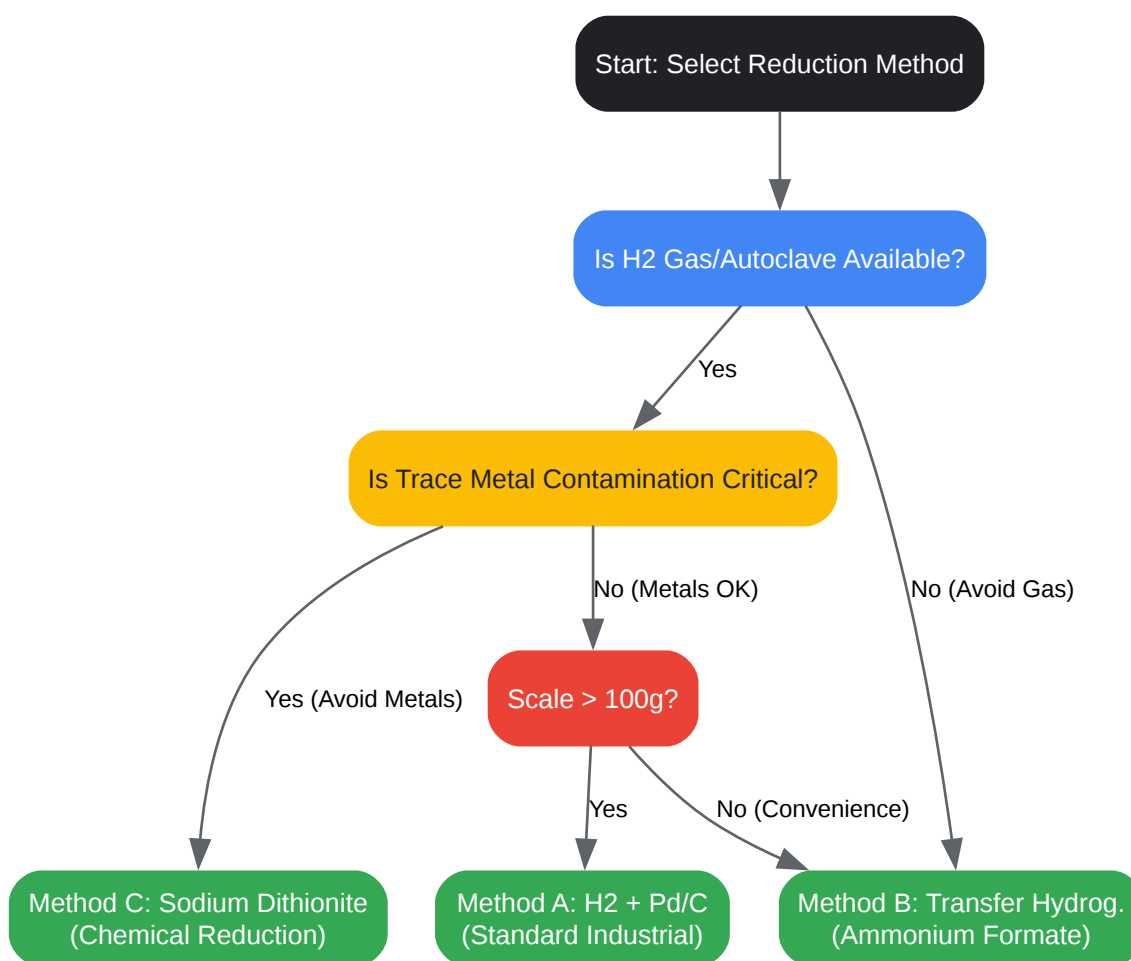 Start: Select Reduction Method
Is H2 Gas/Autoclave Available?
Yes
Is Trace Metal Contamination Critical?
No (Metals OK)
No (Avoid Gas)
Yes (Avoid Metals)
Scale > 100g?
Yes
No (Convenience)
Method C: Sodium Dithionite
(Chemical Reduction)
Method A: H2 + Pd/C
(Standard Industrial)
Method B: Transfer Hydrog.
(Ammonium Formate)